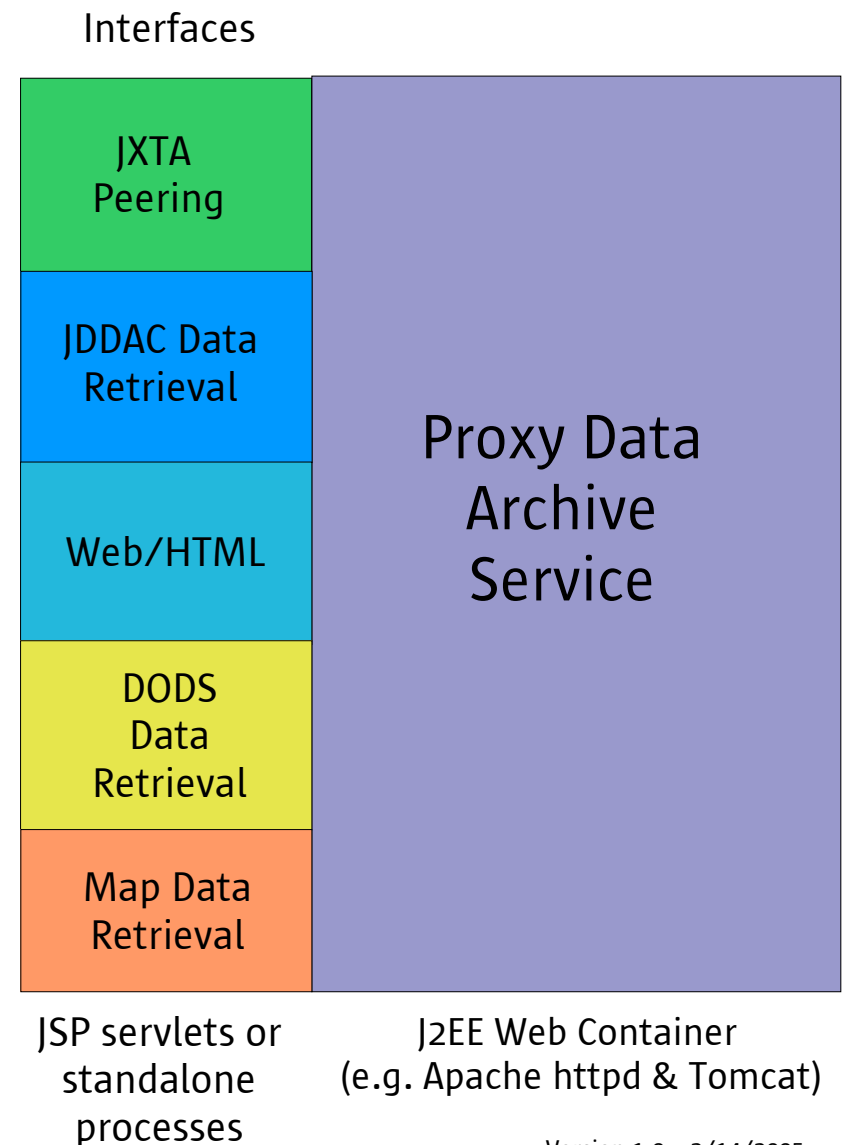 Interfaces
JXTA
Peering
JDDAC Data
Retrieval
Web/HTML
DODS
Data
Retrieval
Map Data
Retrieval
Proxy Data
Archive
Service
JSP servlets or
standalone
processes
J2EE Web Container
(e.g. Apache httpd & Tomcat)
Version